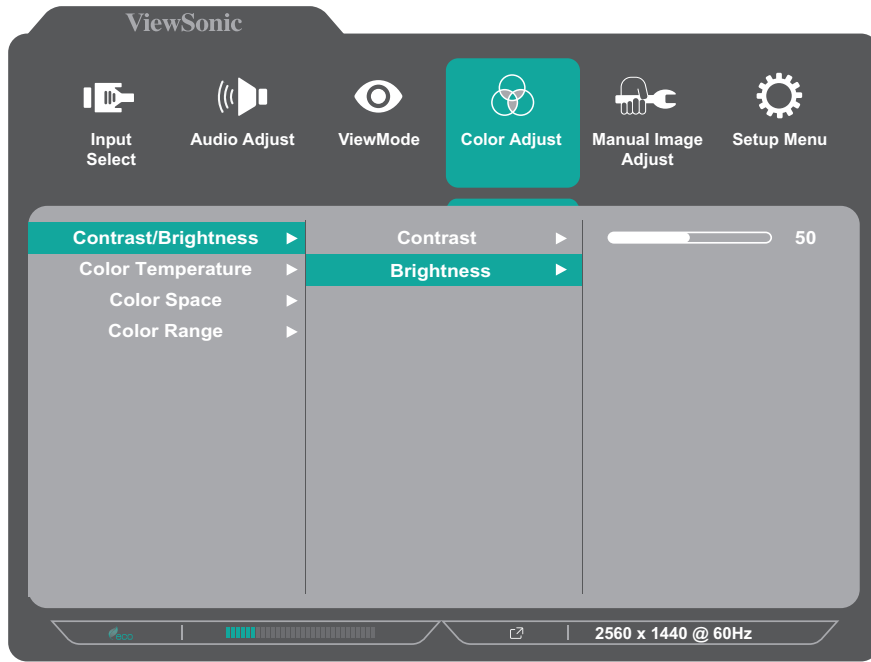 ViewSonic
Input
Select
Audio Adjust
ViewMode
Color Adjust
Manual Image
Adjust
Setup Menu
Contrast/Brightness
Contrast
50
Color Temperature
Brightness
Color Space
Color Range
eco
2560 x 1440 @ 60Hz